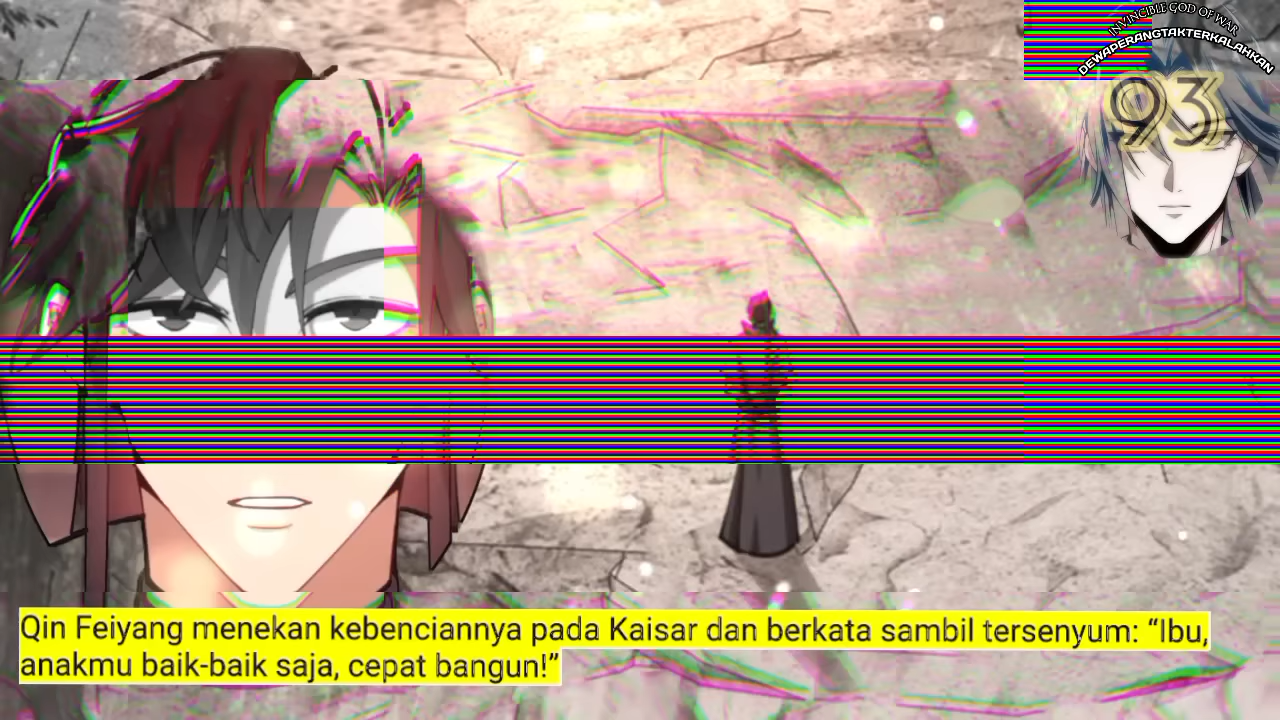 INVINCIBLE GOD OF WAR
DEWAPERANGTAKTERKALAHKAN
93
Qin Feiyang menekan kebenciannya pada Kaisar dan berkata sambil tersenyum: “Ibu,
anakmu baik-baik saja, cepat bangun!”